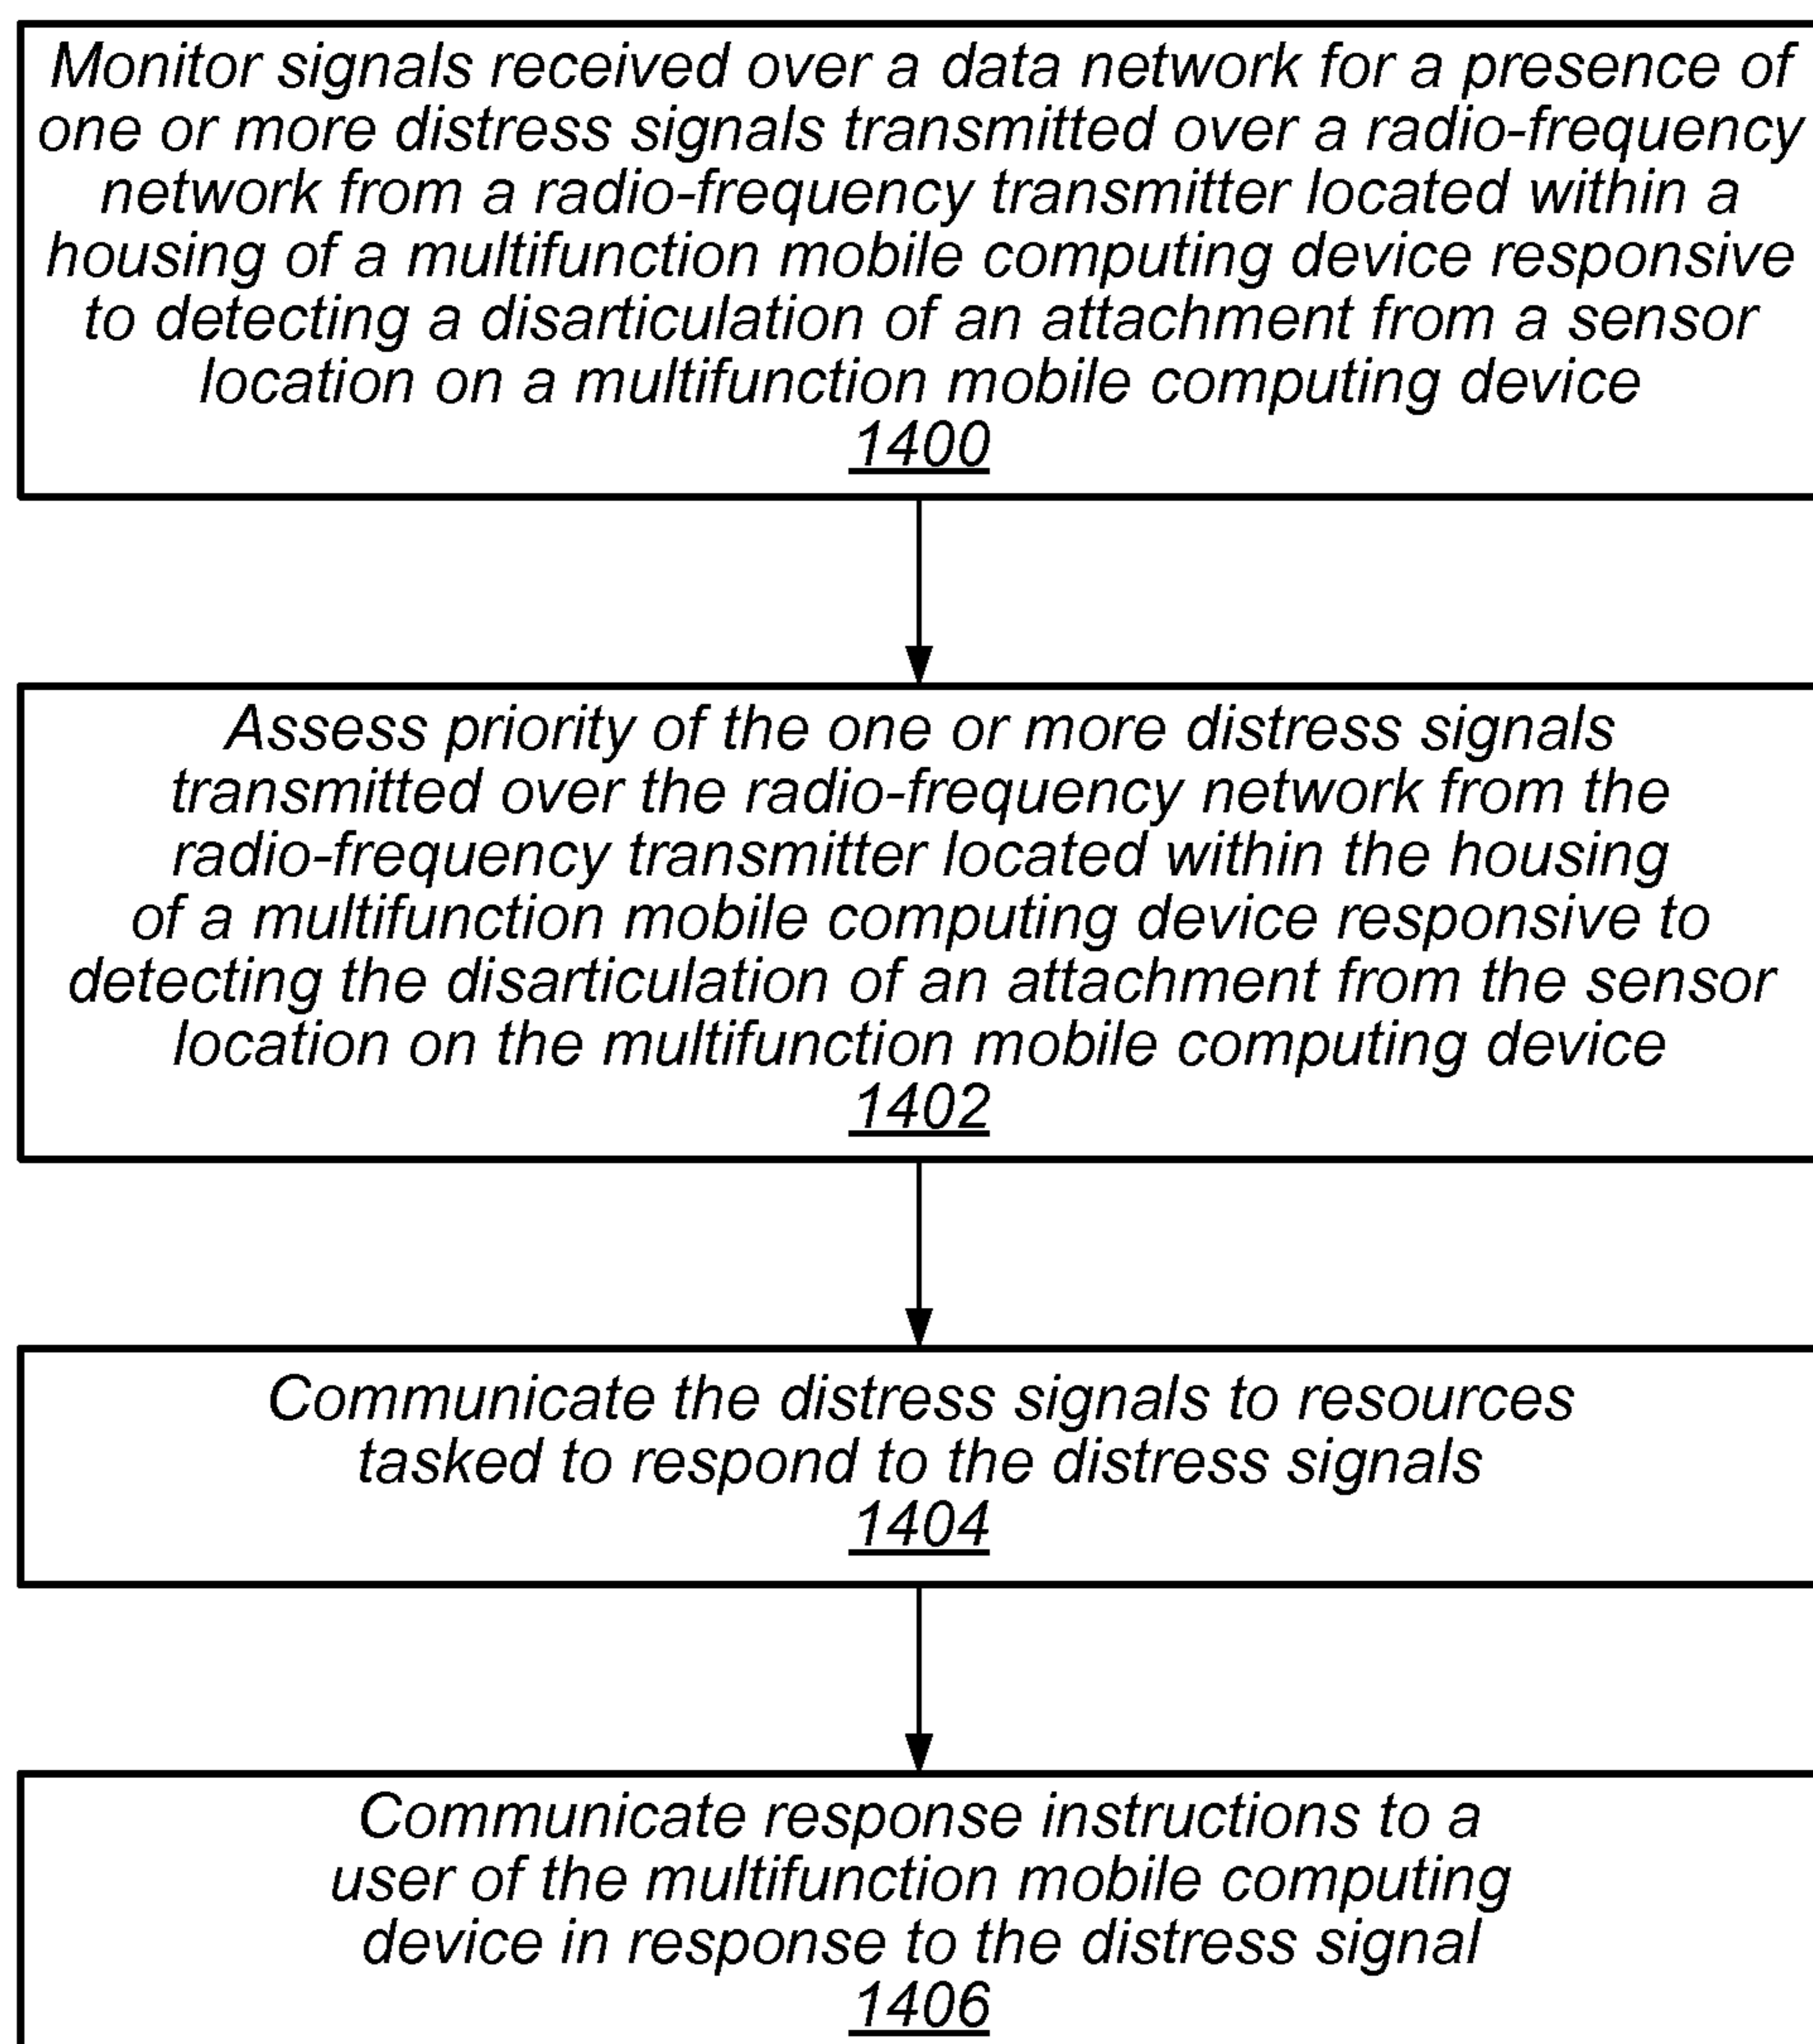 Monitor signals received over a data network for a presence of
one or more distress signals transmitted over a radio-frequency
network from a radio-frequency transmitter located within a
housing of a multifunction mobile computing device responsive
to detecting a disarticulation of an attachment from a sensor
location on a multifunction mobile computing device
1400
Assess priority of the one or more distress signals
transmitted over the radio-frequency network from the
radio-frequency transmitter located within the housing
of a multifunction mobile computing device responsive to
detecting the disarticulation of an attachment from the sensor
location on the multifunction mobile computing device
1402
Communicate the distress signals to resources
tasked to respond to the distress signals
1404
Communicate response instructions to a
user of the multifunction mobile computing
device in response to the distress signal
1406